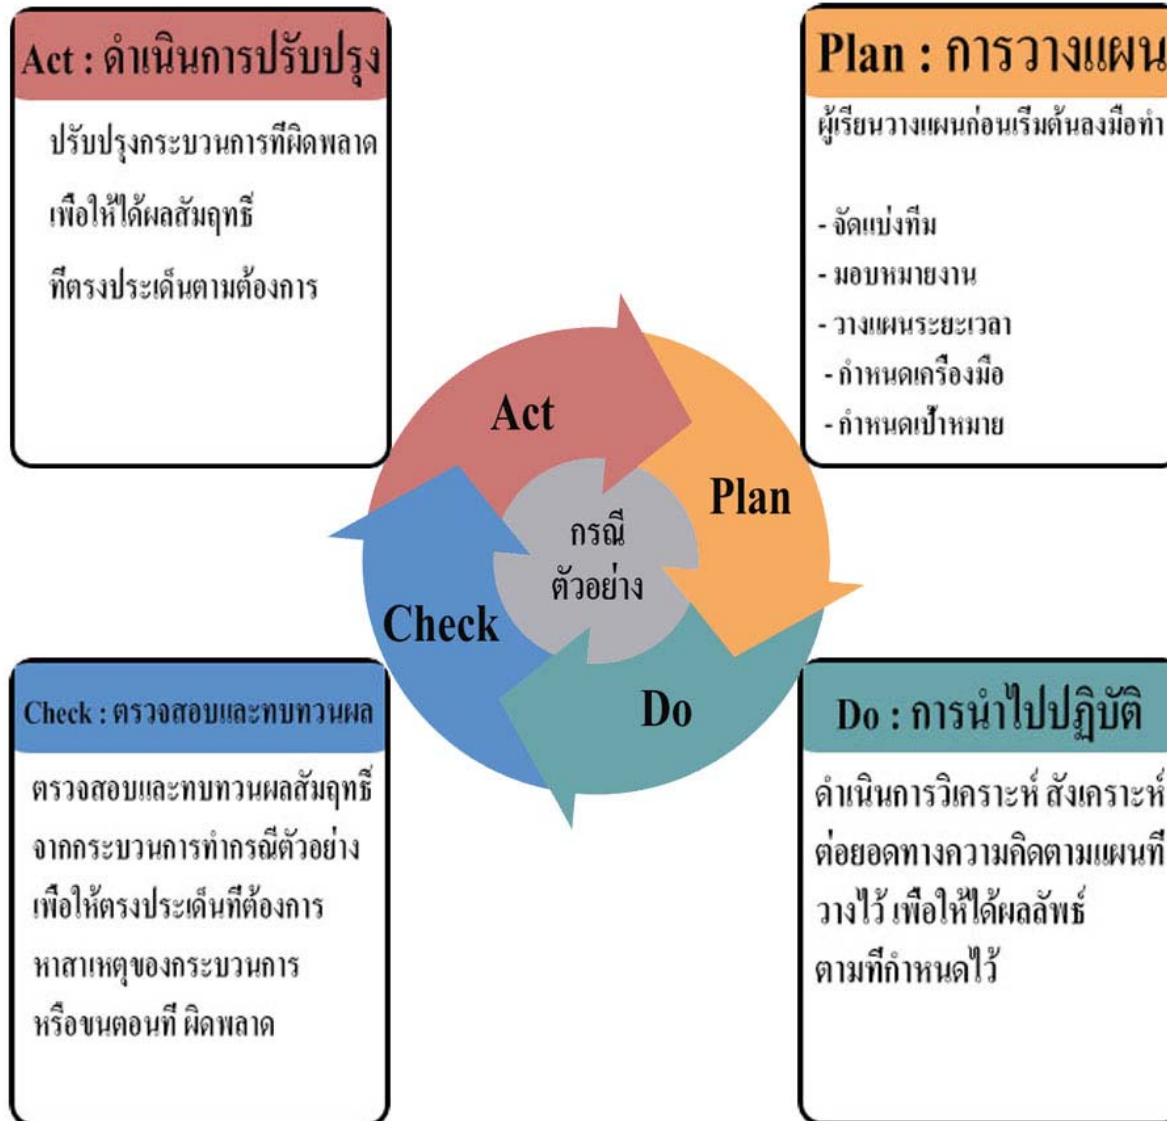 Act : ดำเนินการปรับปรุง
ปรับปรุงกระบวนการที่ผิดพลาด
เพื่อให้ได้ผลสัมฤทธิ์
ที่ตรงประเด็นตามต้องการ
Plan : การวางแผน
ผู้เรียนวางแผนก่อนเริ่มต้นลงมือทำ
- จัดแบ่งทีม
- มอบหมายงาน
- วางแผนระยะเวลา
- กำหนดเครื่องมือ
- กำหนดเป้าหมาย
Act
Plan
กรณี
ตัวอย่าง
Check
Do
Check : ตรวจสอบและทบทวนผล
ตรวจสอบและทบทวนผลสัมฤทธิ์
จากกระบวนการทำกรณีตัวอย่าง
เพื่อให้ตรงประเด็นที่ต้องการ
หาสาเหตุของกระบวนการ
หรือขนตอนที่ ผิดพลาด
Do : การนำไปปฏิบัติ
ดำเนินการวิเคราะห์ สังเคราะห์
ต่อยอดทางความคิดตามแผนที่
วางไว้ เพื่อให้ได้ผลลัพธ์
ตามที่กำหนดไว้